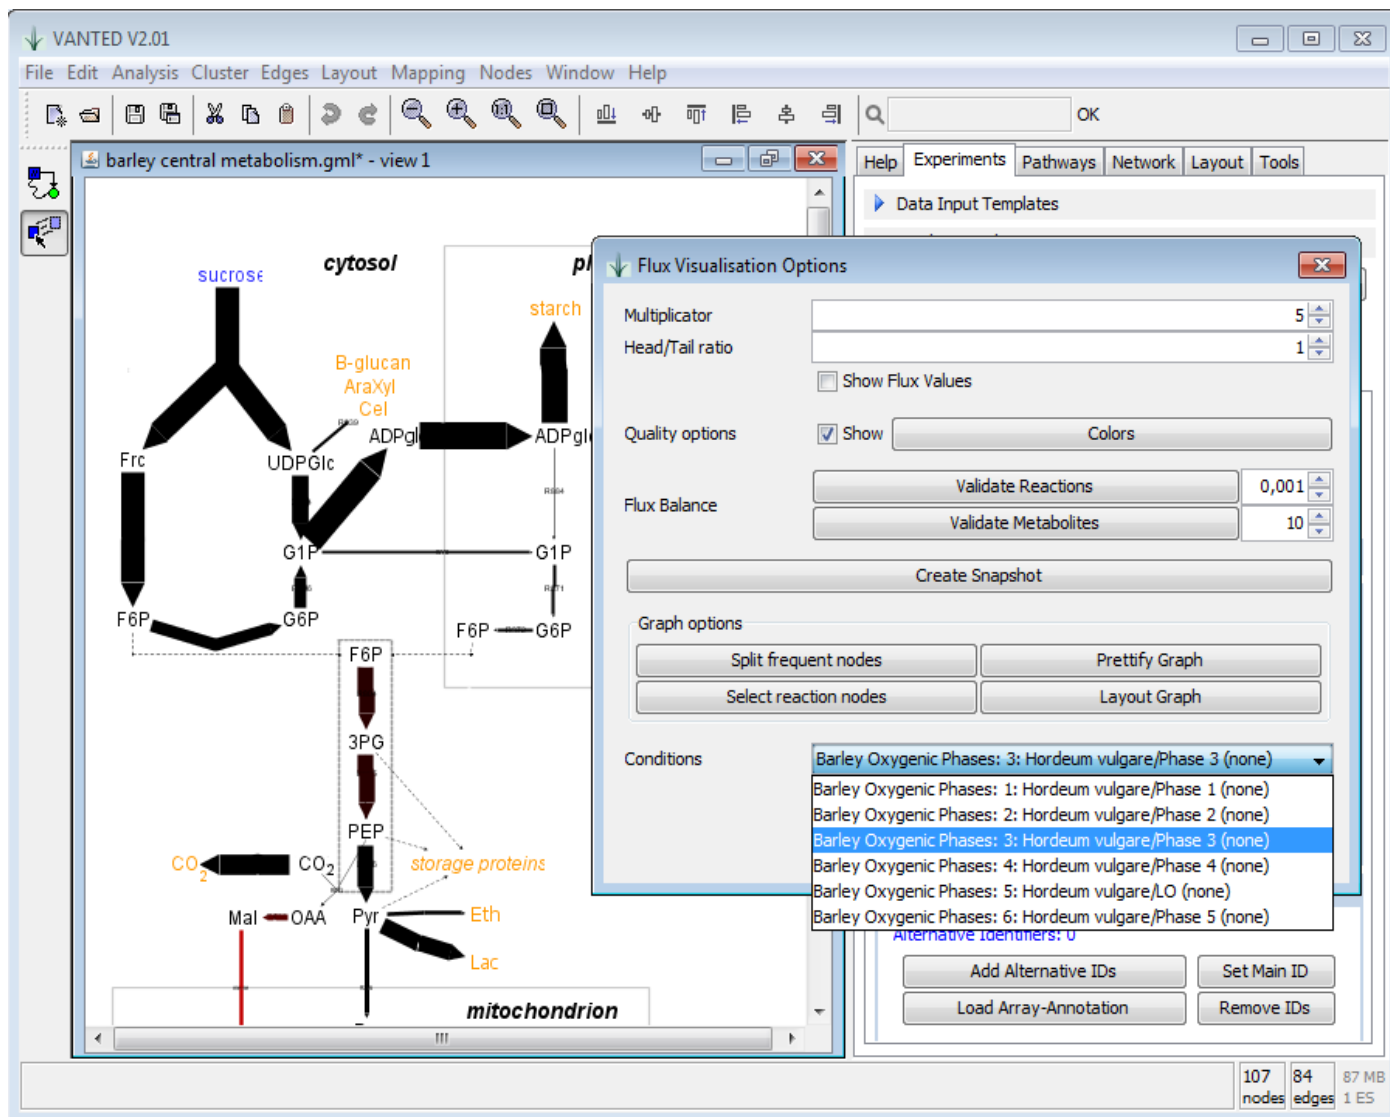 VANTED V2.01
File Edit Analysis Cluster Edges Layout Mapping Nodes Window Help
1:1
OK
barley central metabolism.gml* - view 1
Help Experiments Pathways Network Layout Tools
Data Input Templates
cytosol
sucrose
starch
B-glucan
AraXyl
Cel
ADPgl
ADPgl
Frc
UDPGlc
G1P
G1P
F6P
G6P
F6P
G6P
F6P
3PG
PEP
CO2
CO2
storage proteins
Mal
OAA
Pyr
Eth
Lac
mitochondrion
Flux Visualisation Options
Multiplicator 5
Head/Tail ratio 1
Show Flux Values
Quality options Show Colors
Flux Balance
Validate Reactions 0,001
Validate Metabolites 10
Create Snapshot
Graph options
Split frequent nodes Prettify Graph
Select reaction nodes Layout Graph
Conditions Barley Oxygenic Phases: 3: Hordeum vulgare/Phase 3 (none)
Barley Oxygenic Phases: 1: Hordeum vulgare/Phase 1 (none)
Barley Oxygenic Phases: 2: Hordeum vulgare/Phase 2 (none)
Barley Oxygenic Phases: 3: Hordeum vulgare/Phase 3 (none)
Barley Oxygenic Phases: 4: Hordeum vulgare/Phase 4 (none)
Barley Oxygenic Phases: 5: Hordeum vulgare/LO (none)
Barley Oxygenic Phases: 6: Hordeum vulgare/Phase 5 (none)
Alternative Identifiers: 0
Add Alternative IDs Set Main ID
Load Array-Annotation Remove IDs
107 84 87 MB
nodes edges 1 ES